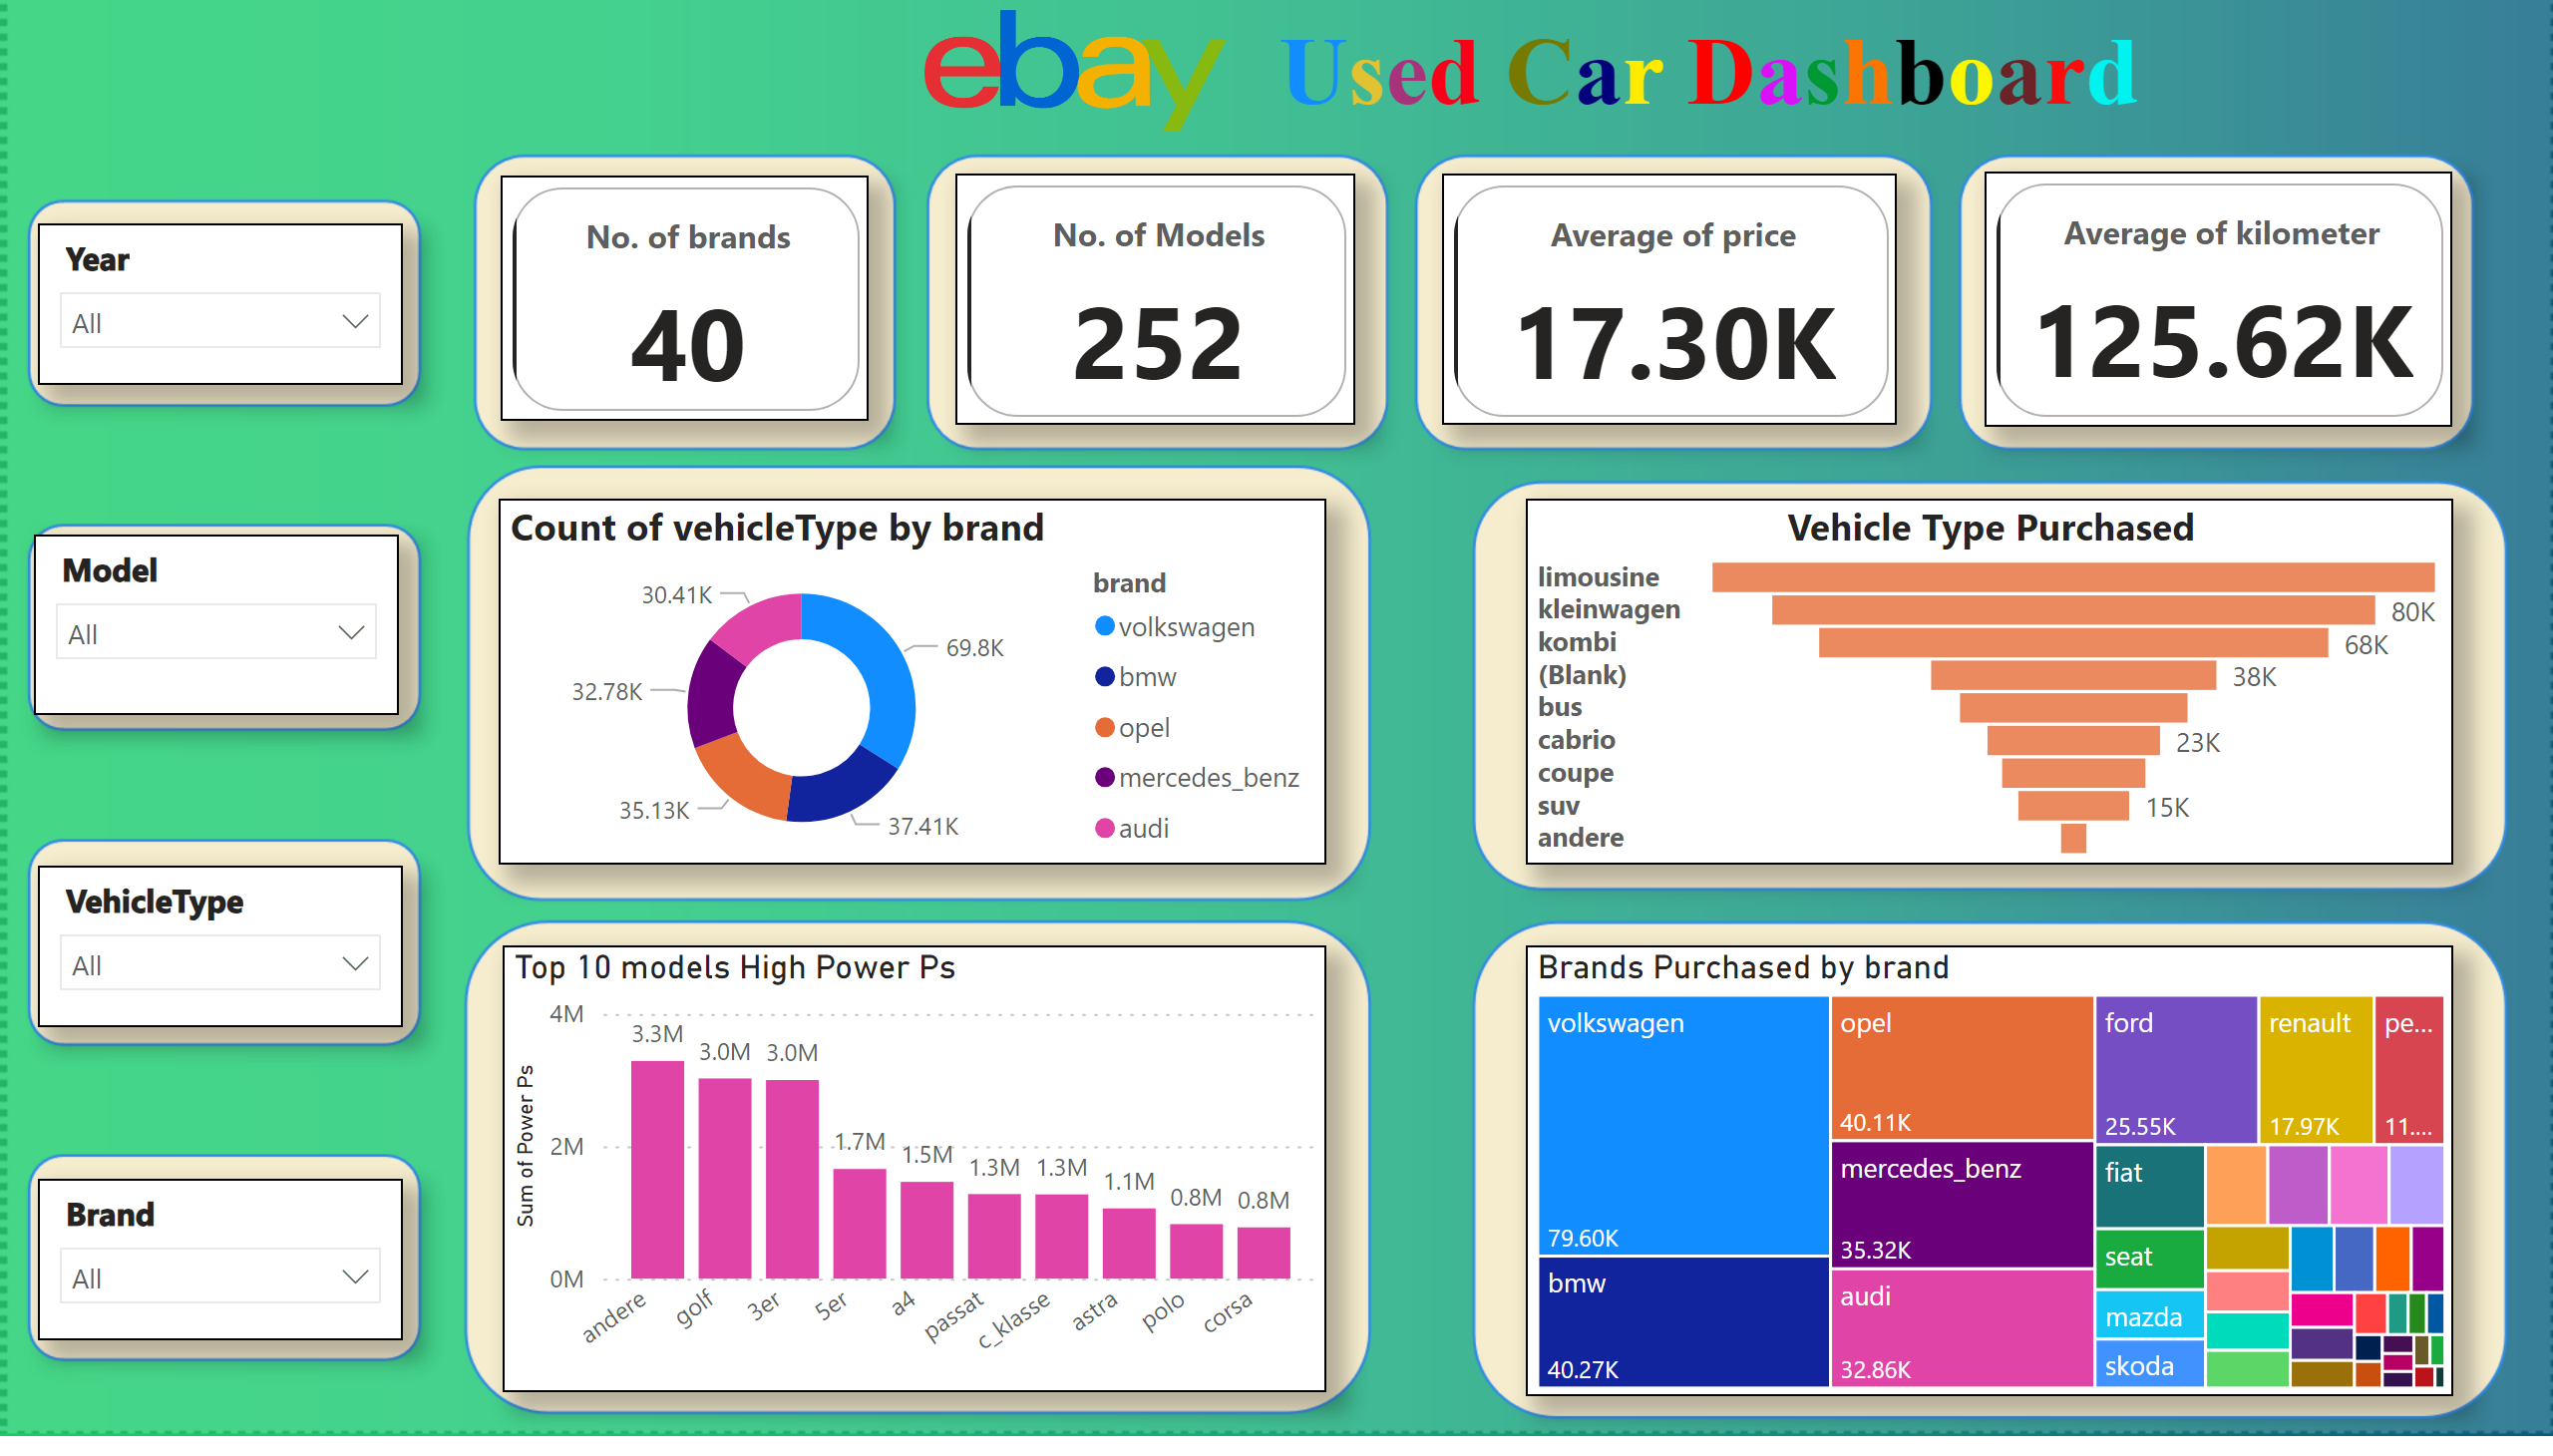 ebay Used Car Dashboard
Year
All
Model
All
VehicleType
All
Brand
All
No. of brands
40
No. of Models
252
Average of price
17.30K
Average of kilometer
125.62K
Count of vehicleType by brand
30.41K
69.8K
32.78K
35.13K
37.41K
brand
volkswagen
bmw
opel
mercedes_benz
audi
Vehicle Type Purchased
limousine
kleinwagen 80K
kombi 68K
(Blank) 38K
bus
cabrio 23K
coupe
suv 15K
andere
Top 10 models High Power Ps
Sum of Power Ps
4M
2M
0M
3.3M 3.0M 3.0M 1.7M 1.5M 1.3M 1.3M 1.1M 0.8M 0.8M
andere golf 3er 5er a4 passat c_klasse astra polo corsa
Brands Purchased by brand
volkswagen
79.60K
bmw
40.27K
opel
40.11K
mercedes_benz
35.32K
audi
32.86K
ford
25.55K
renault
17.97K
pe...
11....
fiat
seat
mazda
skoda